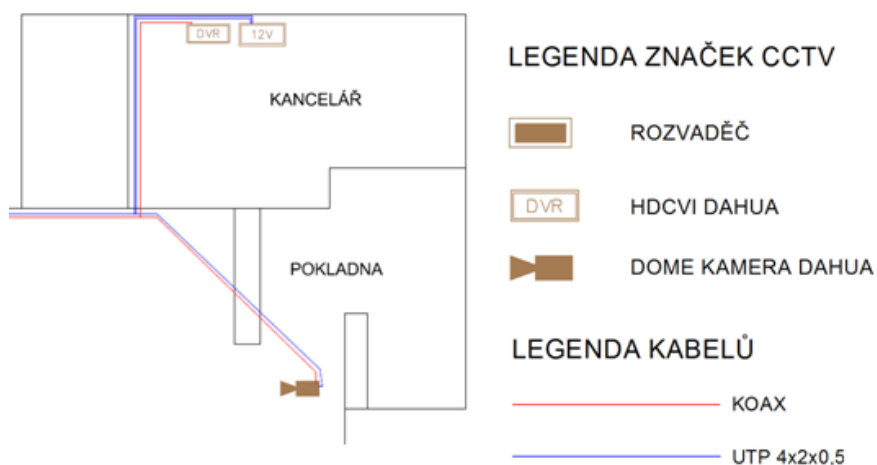 DVR
12V
KANCELÁŘ
POKLADNA
LEGENDA ZNAČEK CCTV
ROZVADĚČ
DVR
HDCVI DAHUA
DOME KAMERA DAHUA
LEGENDA KABELŮ
KOAX
UTP 4x2x0,5